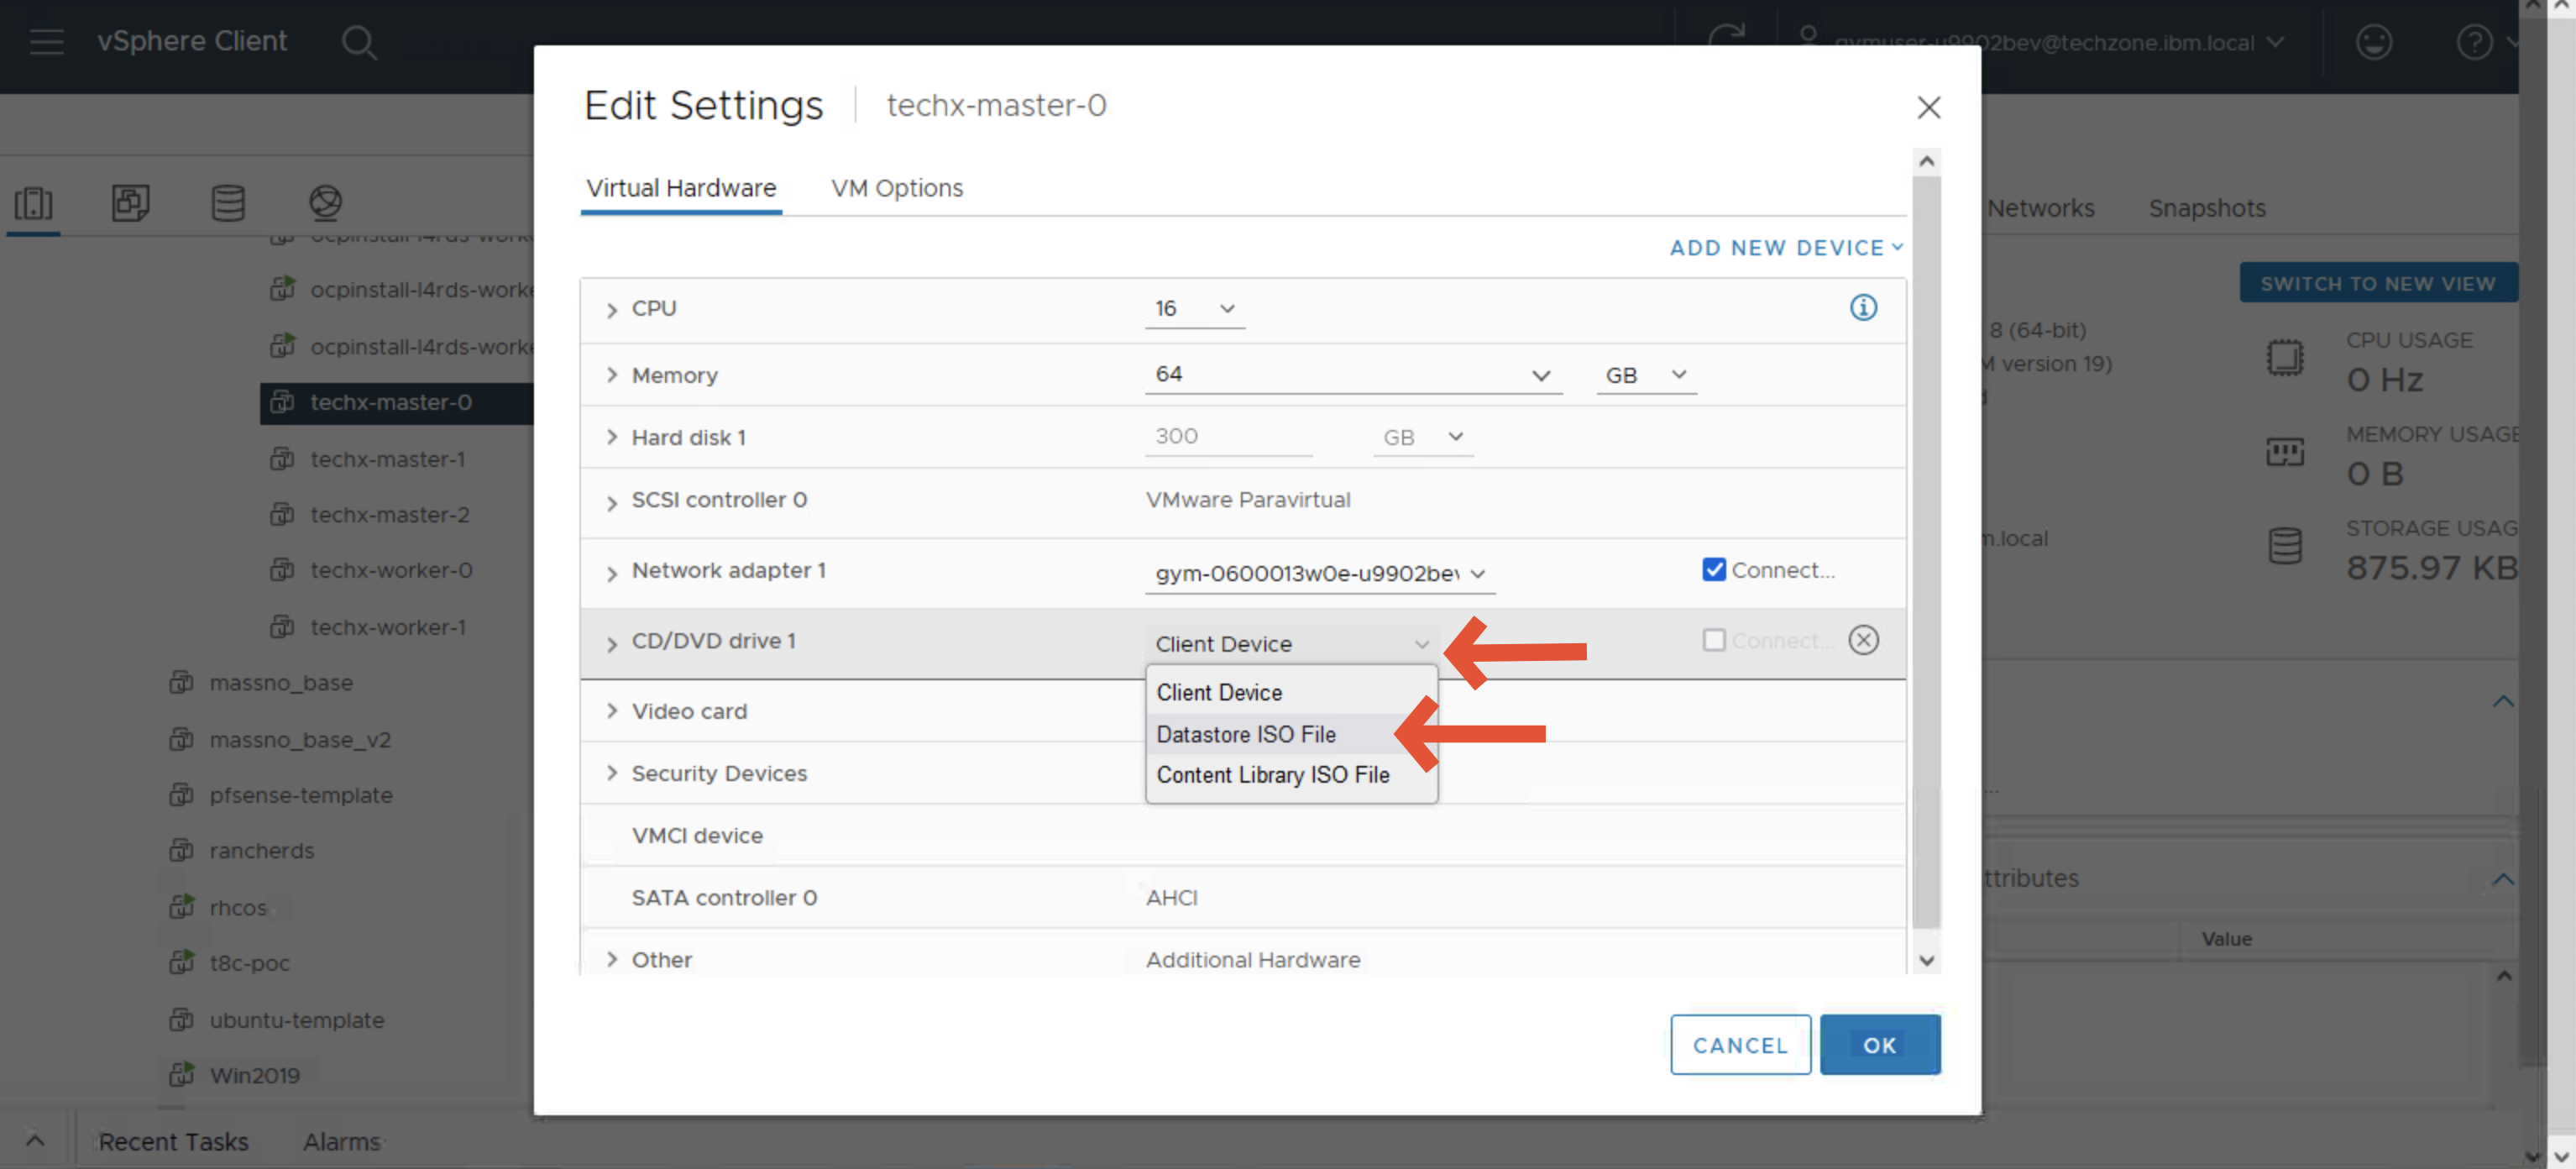 vSphere Client
gymuser-u9902bev@techzone.ibm.local
Edit Settings
techx-master-0
Virtual Hardware
VM Options
Networks
Snapshots
ADD NEW DEVICE
SWITCH TO NEW VIEW
ocpinstall-l4rds-worke
ocpinstall-l4rds-worke
ocpinstall-l4rds-worke
techx-master-0
techx-master-1
techx-master-2
techx-worker-0
techx-worker-1
massno_base
massno_base_v2
pfsense-template
rancherds
rhcos
t8c-poc
ubuntu-template
Win2019
CPU
16
Memory
64
GB
Hard disk 1
300
GB
SCSI controller 0
VMware Paravirtual
Network adapter 1
gym-0600013w0e-u9902bev
Connect...
CD/DVD drive 1
Client Device
Connect...
Client Device
Datastore ISO File
Content Library ISO File
Video card
Security Devices
VMCI device
SATA controller 0
AHCI
Other
Additional Hardware
CANCEL
OK
8 (64-bit)
M version 19)
m.local
CPU USAGE
0 Hz
MEMORY USAGE
0 B
STORAGE USAG
875.97 KB
...
ttributes
Value
Recent Tasks
Alarms